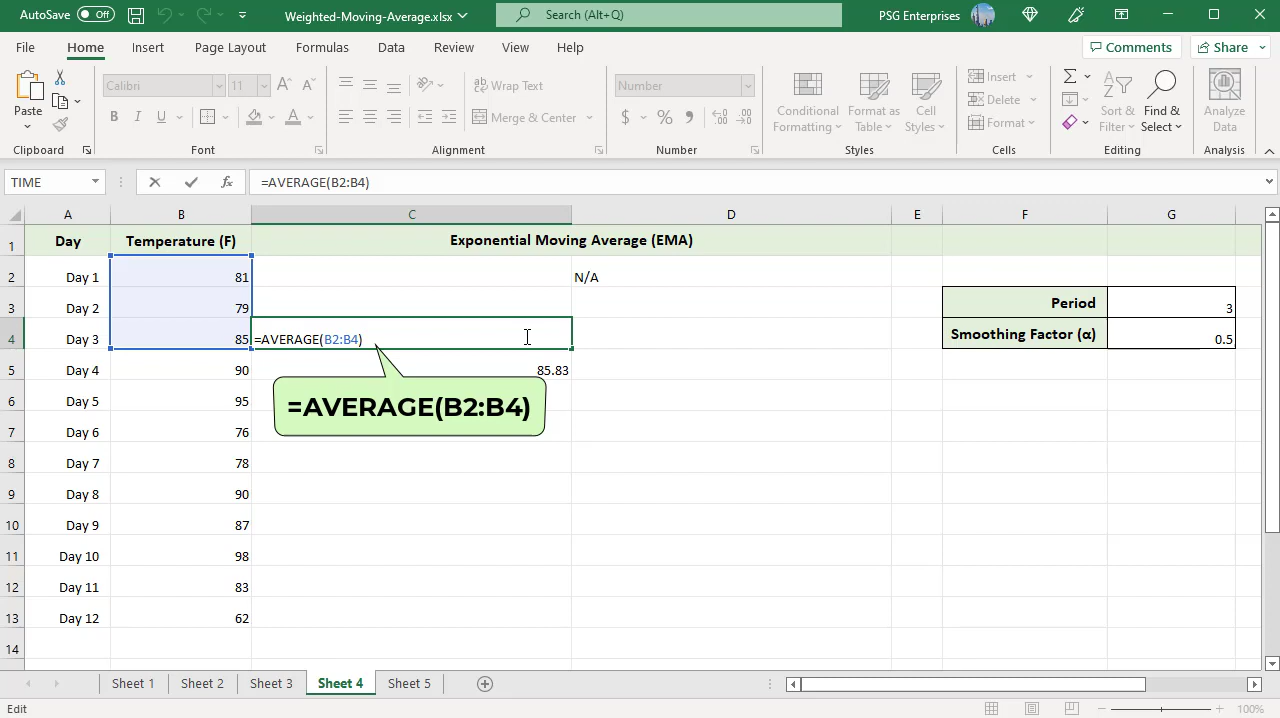 AutoSave Off Weighted-Moving-Average.xlsx Search (Alt+Q) PSG Enterprises
File Home Insert Page Layout Formulas Data Review View Help Comments Share
Paste Calibri 11 Wrap Text Number Conditional Formatting Format as Table Cell Styles Insert Sort & Filter Find & Select Analyze Data
B I U A Merge & Center $ % Delete
Format
Clipboard Font Alignment Number Styles Cells Editing Analysis
TIME fx =AVERAGE(B2:B4)
A B C D E F G
1 Day Temperature (F) Exponential Moving Average (EMA)
2 Day 1 81 N/A
3 Day 2 79 Period 3
4 Day 3 85 =AVERAGE(B2:B4) Smoothing Factor (α) 0.5
5 Day 4 90 85.83
=AVERAGE(B2:B4)
6 Day 5 95
7 Day 6 76
8 Day 7 78
9 Day 8 90
10 Day 9 87
11 Day 10 98
12 Day 11 83
13 Day 12 62
14
Sheet 1 Sheet 2 Sheet 3 Sheet 4 Sheet 5
Edit 100%